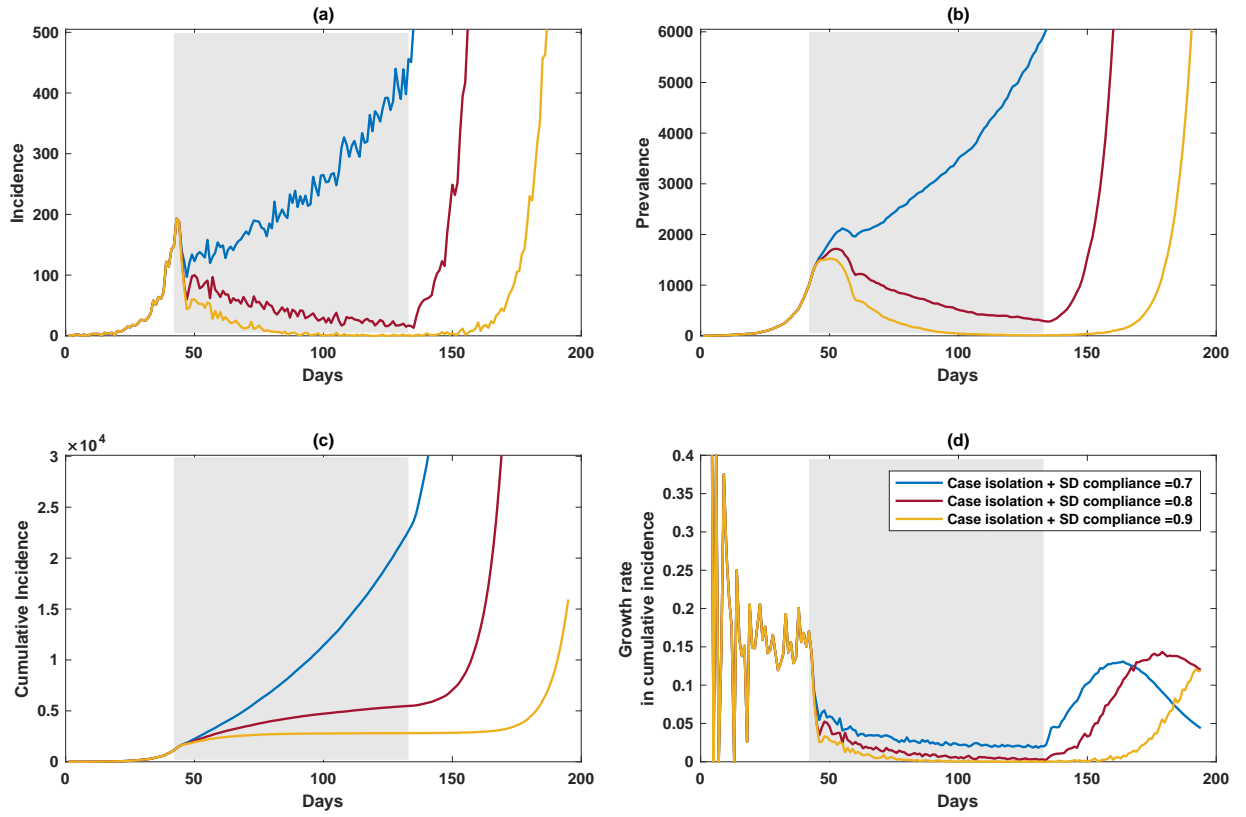 (a)
500
400
300
200
100
0
Incidence
0 50 100 150 200
Days
(b)
6000
5000
4000
3000
2000
1000
0
Prevalence
0 50 100 150 200
Days
(c)
×10⁴
3
2.5
2
1.5
1
0.5
0
Cumulative Incidence
0 50 100 150 200
Days
(d)
0.4
0.35
0.3
0.25
0.2
0.15
0.1
0.05
0
Growth rate
in cumulative incidence
Case isolation + SD compliance =0.7
Case isolation + SD compliance =0.8
Case isolation + SD compliance =0.9
0 50 100 150 200
Days